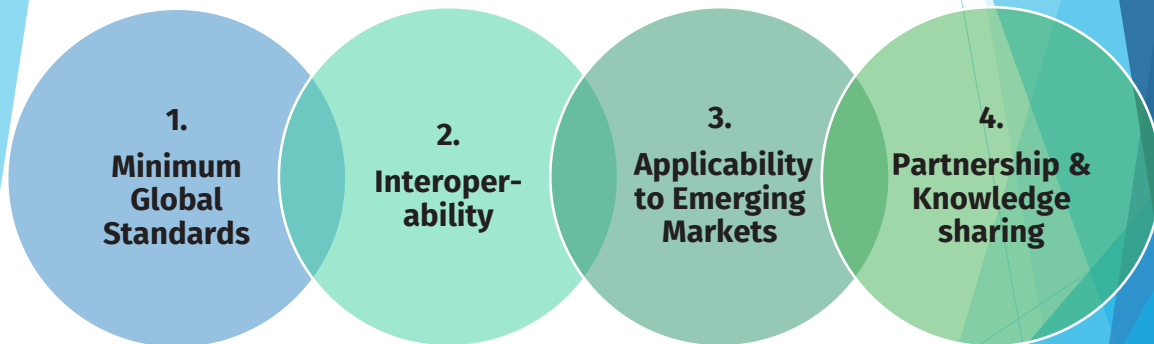 1.
Minimum
Global
Standards
2.
Interoper-
ability
3.
Applicability
to Emerging
Markets
4.
Partnership &
Knowledge
sharing